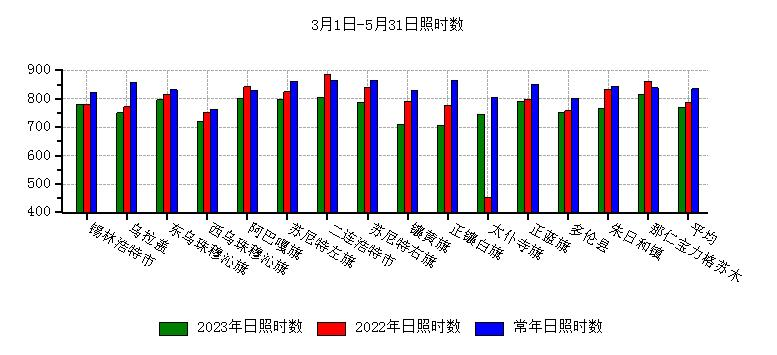 3月1日-5月31日照时数
900
800
700
600
500
400
锡林浩特市
乌拉盖
东乌珠穆沁旗
西乌珠穆沁旗
阿巴嘎旗
苏尼特左旗
二连浩特市
苏尼特右旗
镶黄旗
正镶白旗
太仆寺旗
正蓝旗
多伦县
朱日和镇
那仁宝力格苏木
平均
2023年日照时数
2022年日照时数
常年日照时数